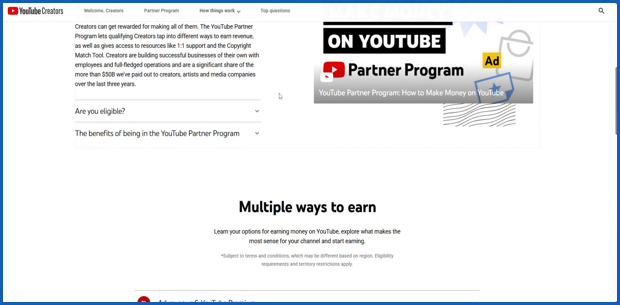 YouTube Creators
Welcome, Creators
Partner Program
How things work
Top questions
Creators can get rewarded for making all of them. The YouTube Partner
Program lets qualifying Creators tap into different ways to earn revenue,
as well as gives access to resources like 1:1 support and the Copyright
Match Tool. Creators are building successful businesses of their own with
employees and full-fledged operations and are a significant share of the
more than $50B we've paid out to creators, artists and media companies
over the last three years.
Are you eligible?
The benefits of being in the YouTube Partner Program
ON YOUTUBE
Ad
Partner Program
YouTube Partner Program: How to Make Money on YouTube
Multiple ways to earn
Learn your options for earning money on YouTube, explore what makes the
most sense for your channel and start earning.
*Subject to terms and conditions, which may be different based on region. Eligibility
requirements and territory restrictions apply.